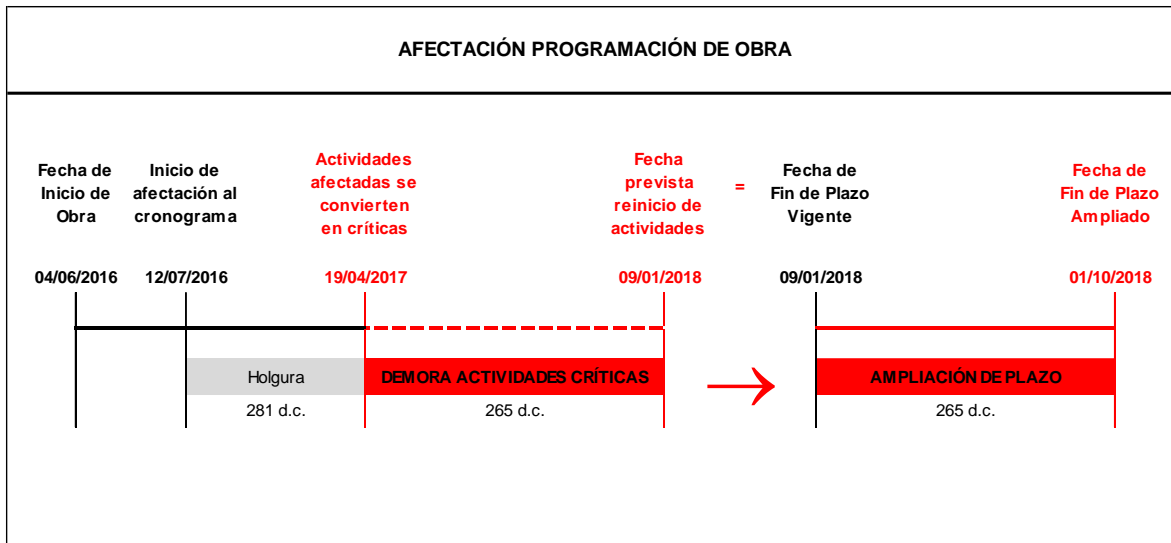 AFECTACIÓN PROGRAMACIÓN DE OBRA
Fecha de
Inicio de
Obra
Inicio de
afectación al
cronograma
Actividades
afectadas se
convierten
en críticas
Fecha
prevista
reinicio de
actividades
=
Fecha de
Fin de Plazo
Vigente
Fecha de
Fin de Plazo
Ampliado
04/06/2016
12/07/2016
19/04/2017
09/01/2018
09/01/2018
01/10/2018
Holgura
DEMORA ACTIVIDADES CRÍTICAS
AMPLIACIÓN DE PLAZO
281 d.c.
265 d.c.
265 d.c.